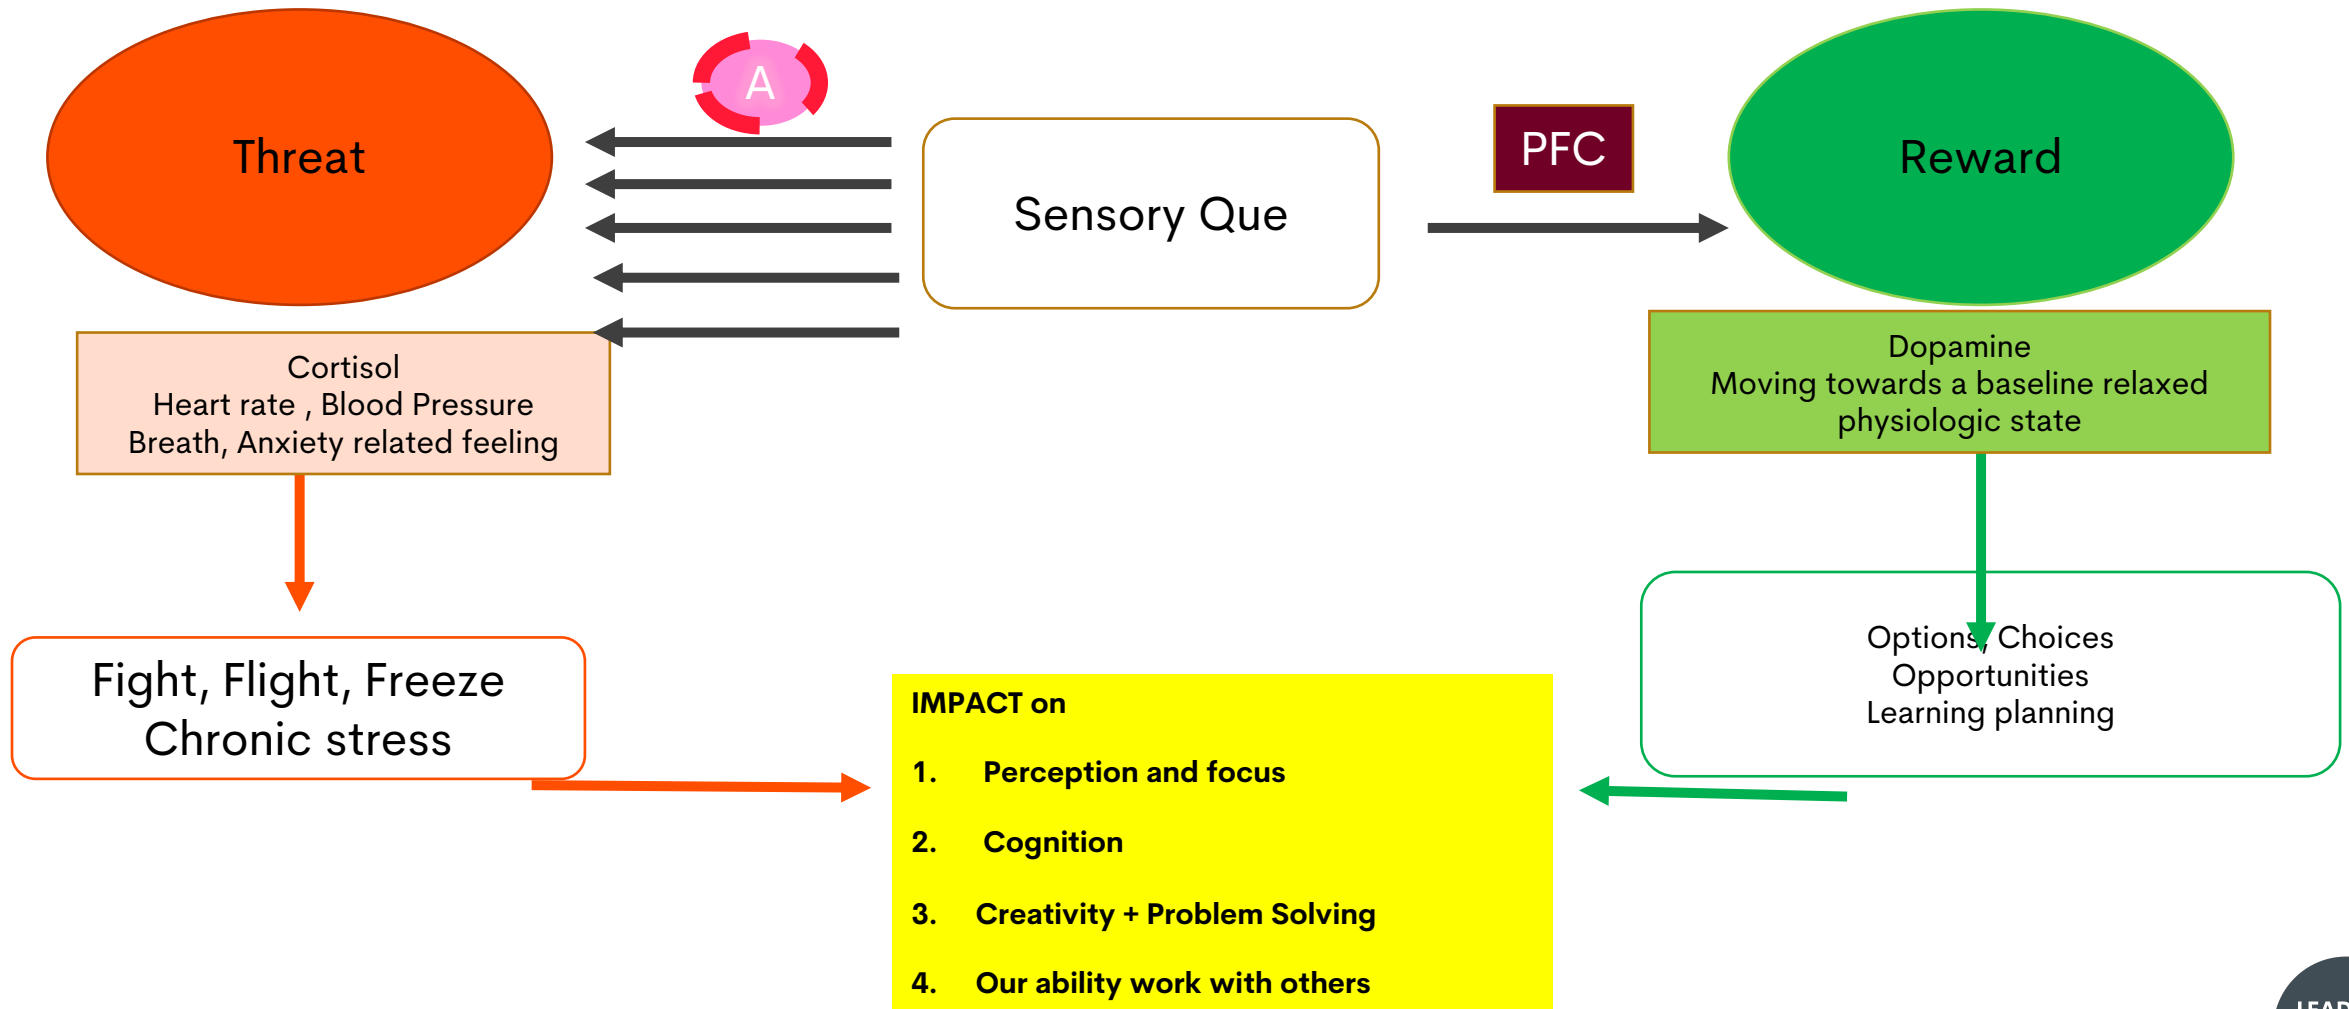 Threat
A
Sensory Que
PFC
Reward
Cortisol
Heart rate , Blood Pressure
Breath, Anxiety related feeling
Dopamine
Moving towards a baseline relaxed
physiologic state
Fight, Flight, Freeze
Chronic stress
Options, Choices
Opportunities
Learning planning
IMPACT on
1. Perception and focus
2. Cognition
3. Creativity + Problem Solving
4. Our ability work with others